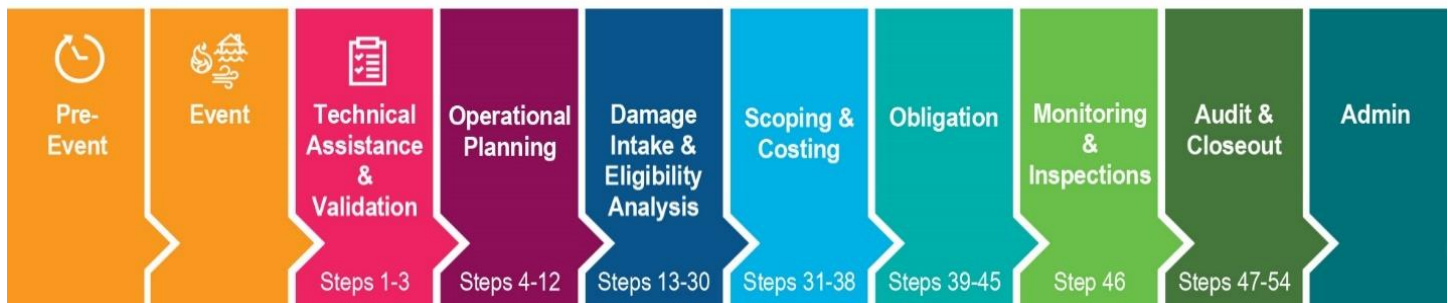 Pre-
Event
Event
Technical
Assistance
&
Validation
Steps 1-3
Operational
Planning
Steps 4-12
Damage
Intake &
Eligibility
Analysis
Steps 13-30
Scoping &
Costing
Steps 31-38
Obligation
Steps 39-45
Monitoring
&
Inspections
Step 46
Audit &
Closeout
Steps 47-54
Admin